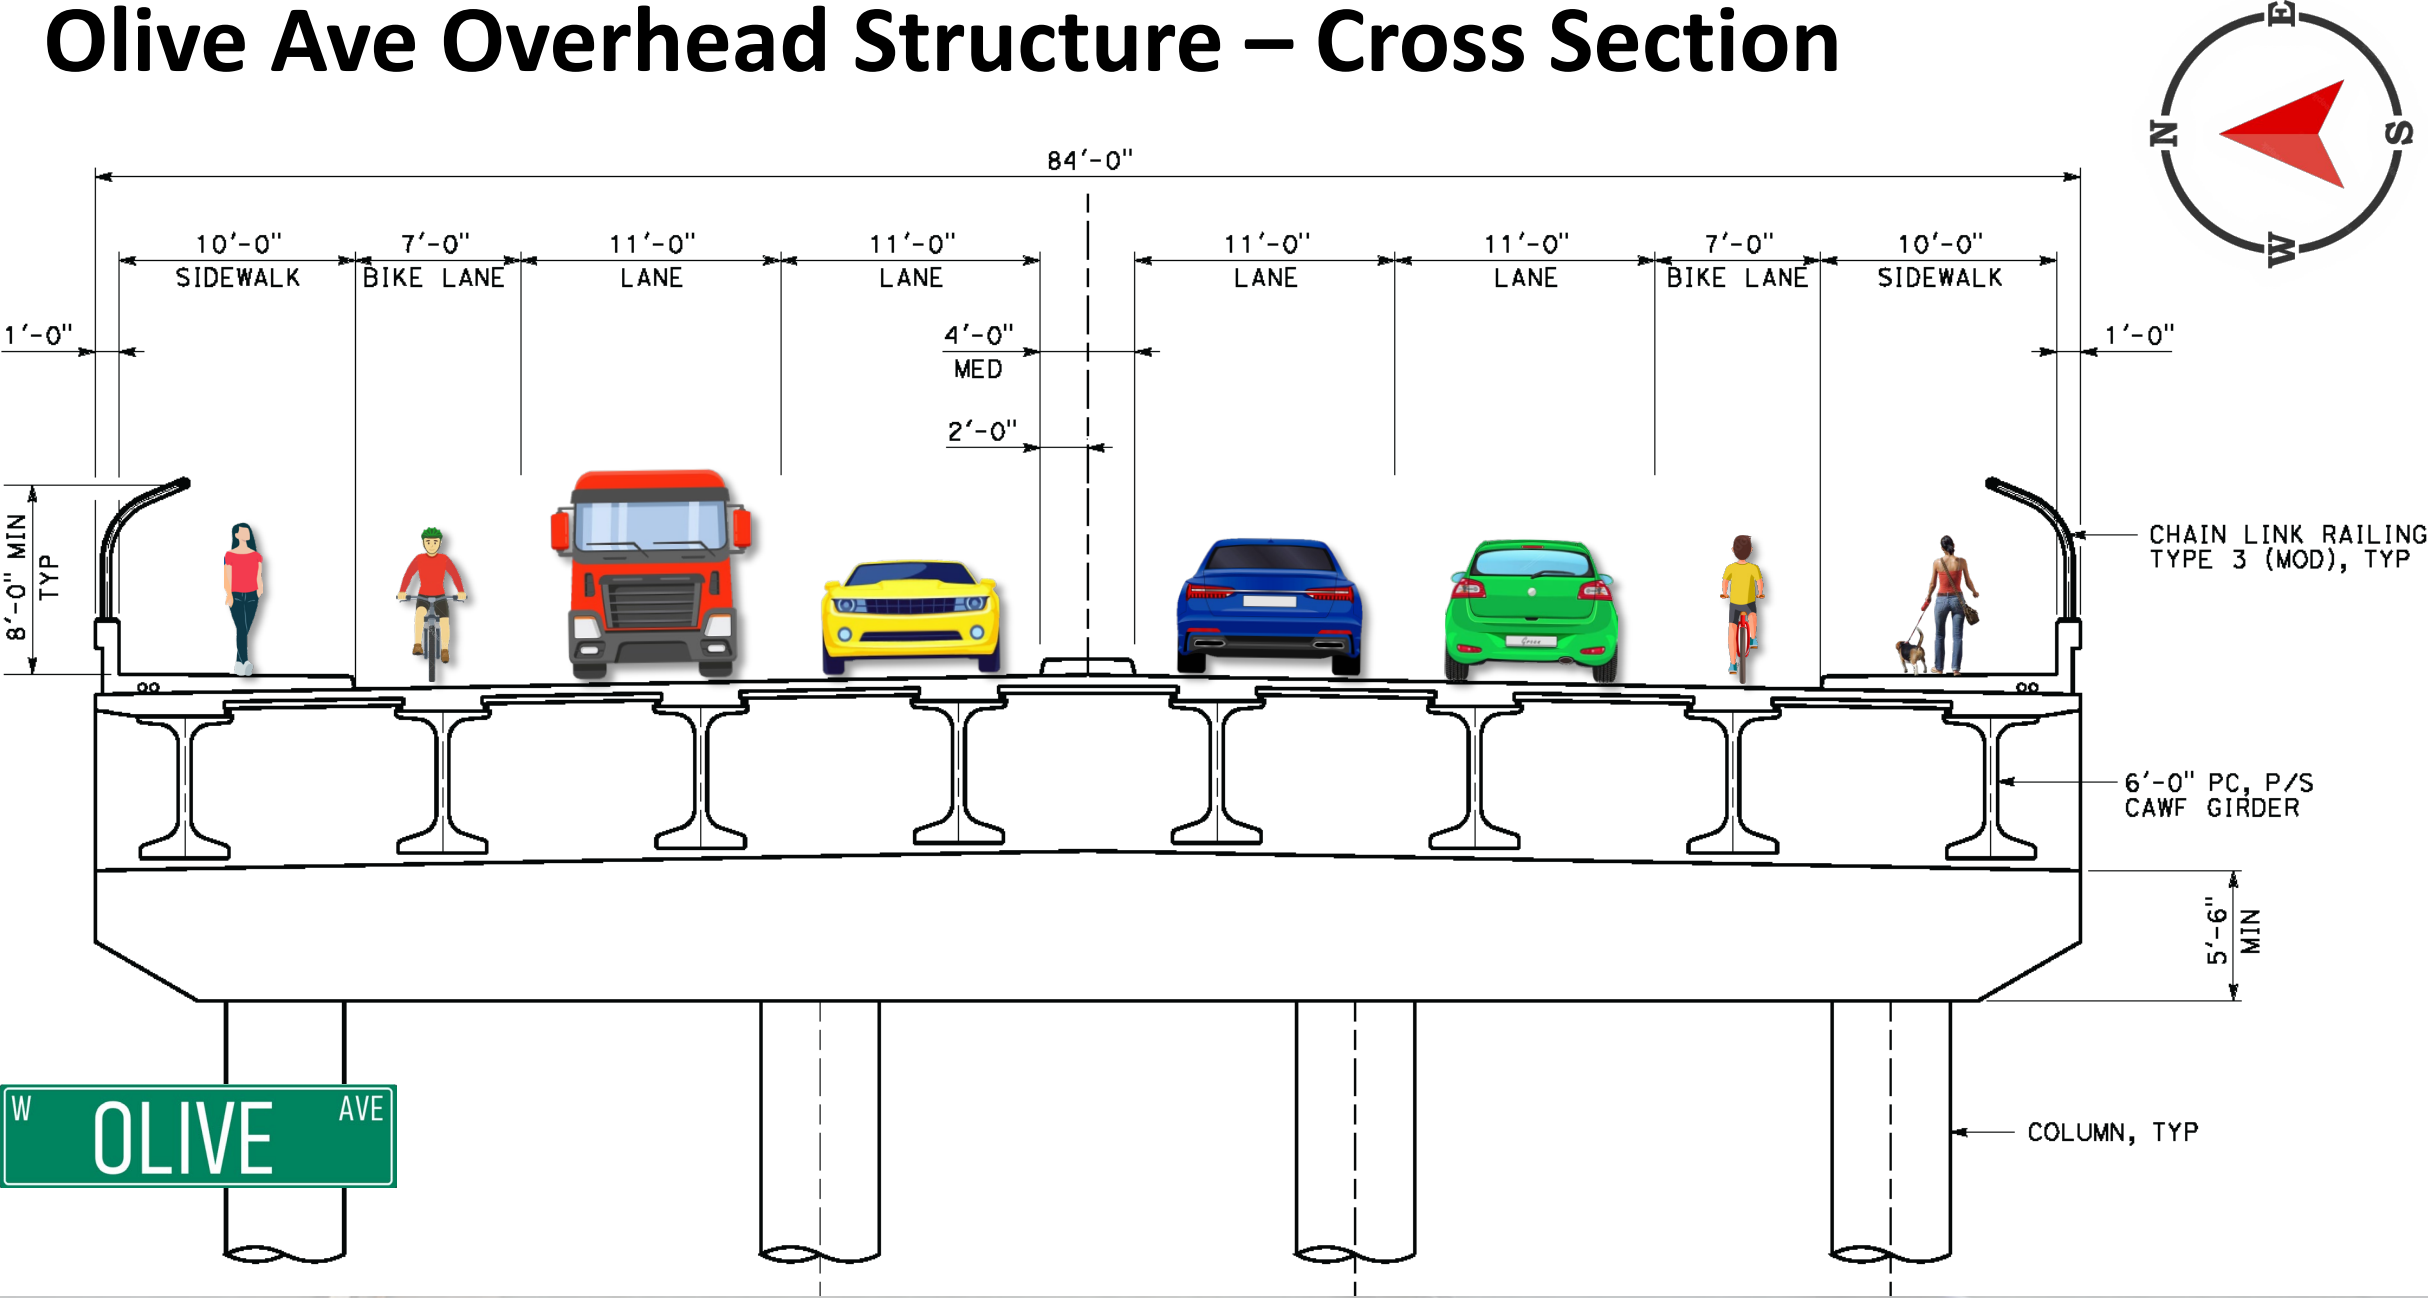 Olive Ave Overhead Structure – Cross Section
E
N
S
W
84'-0"
10'-0"
SIDEWALK
7'-0"
BIKE LANE
11'-0"
LANE
11'-0"
LANE
11'-0"
LANE
11'-0"
LANE
7'-0"
BIKE LANE
10'-0"
SIDEWALK
1'-0"
4'-0"
MED
1'-0"
2'-0"
8'-0" MIN
TYP
CHAIN LINK RAILING
TYPE 3 (MOD), TYP
6'-0" PC, P/S
CAWF GIRDER
5'-6"
MIN
W OLIVE AVE
COLUMN, TYP